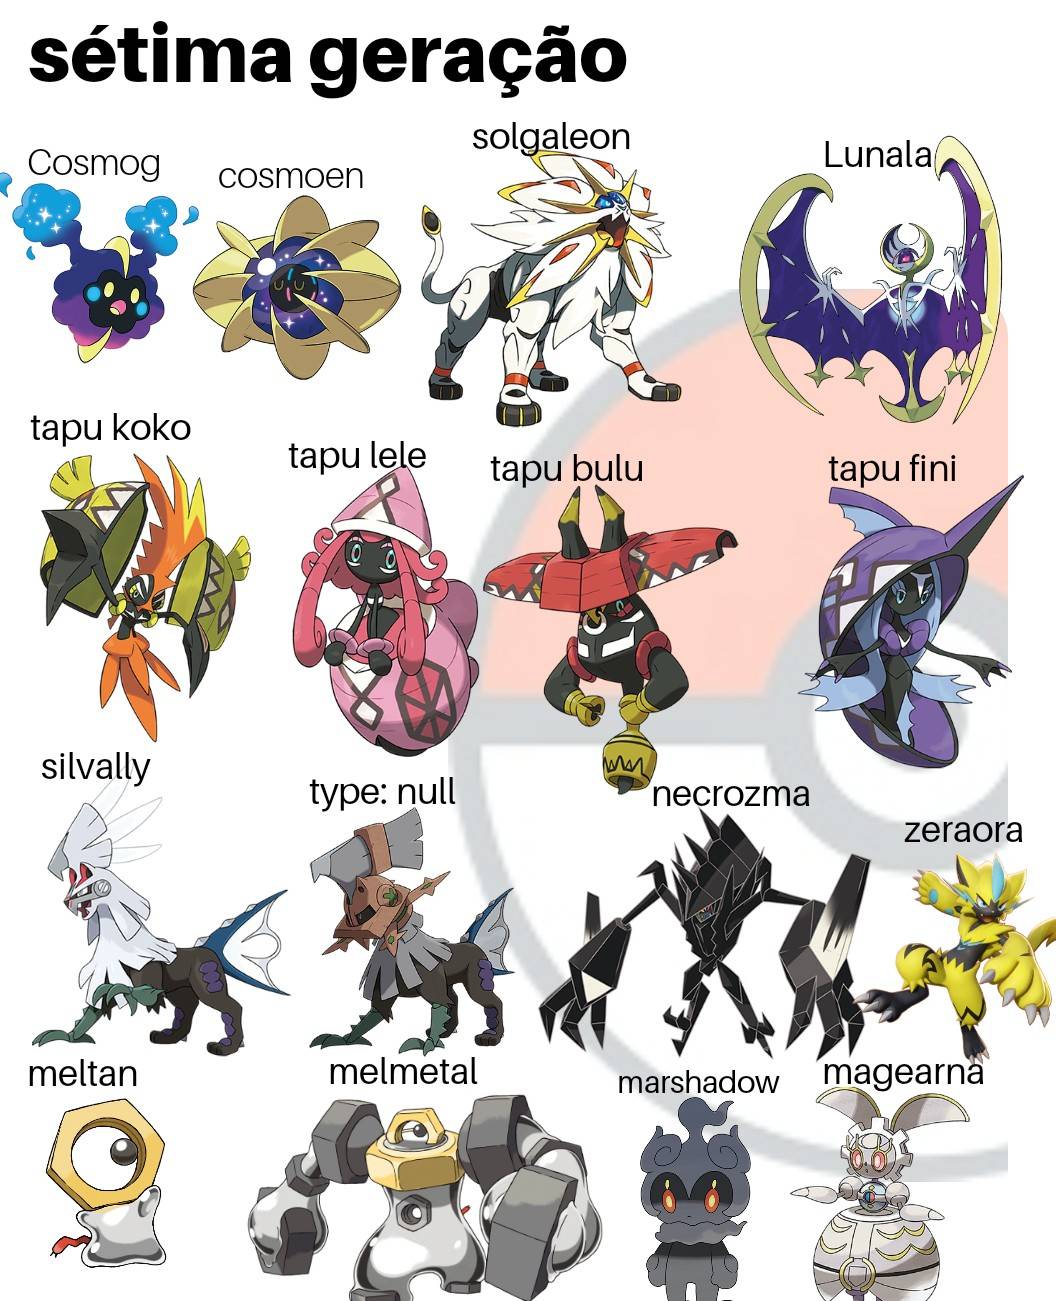 sétima geração
Cosmog
cosmoen
solgaleon
Lunala
tapu koko
tapu lele
tapu bulu
tapu fini
silvally
type: null
necrozma
zeraora
meltan
melmetal
marshadow
magearna